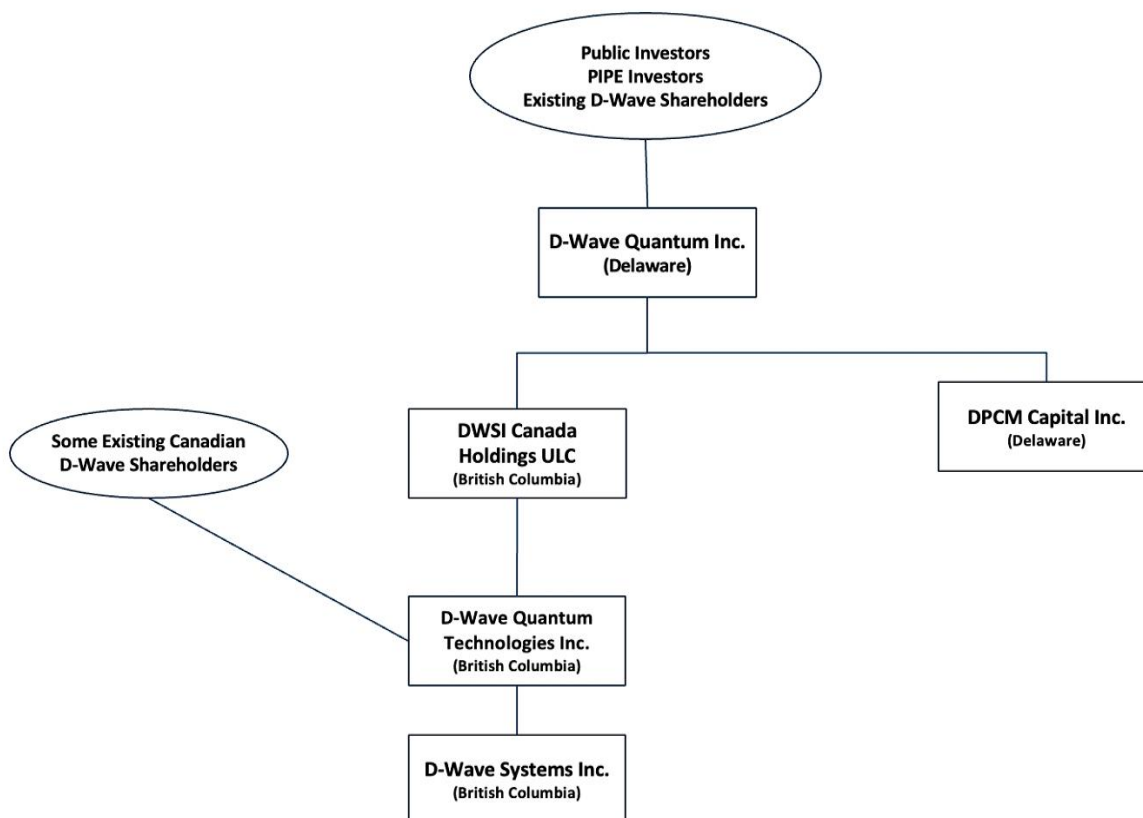 Public Investors
PIPE Investors
Existing D-Wave Shareholders
D-Wave Quantum Inc.
(Delaware)
DWSI Canada
Holdings ULC
(British Columbia)
DPCM Capital Inc.
(Delaware)
Some Existing Canadian
D-Wave Shareholders
D-Wave Quantum
Technologies Inc.
(British Columbia)
D-Wave Systems Inc.
(British Columbia)